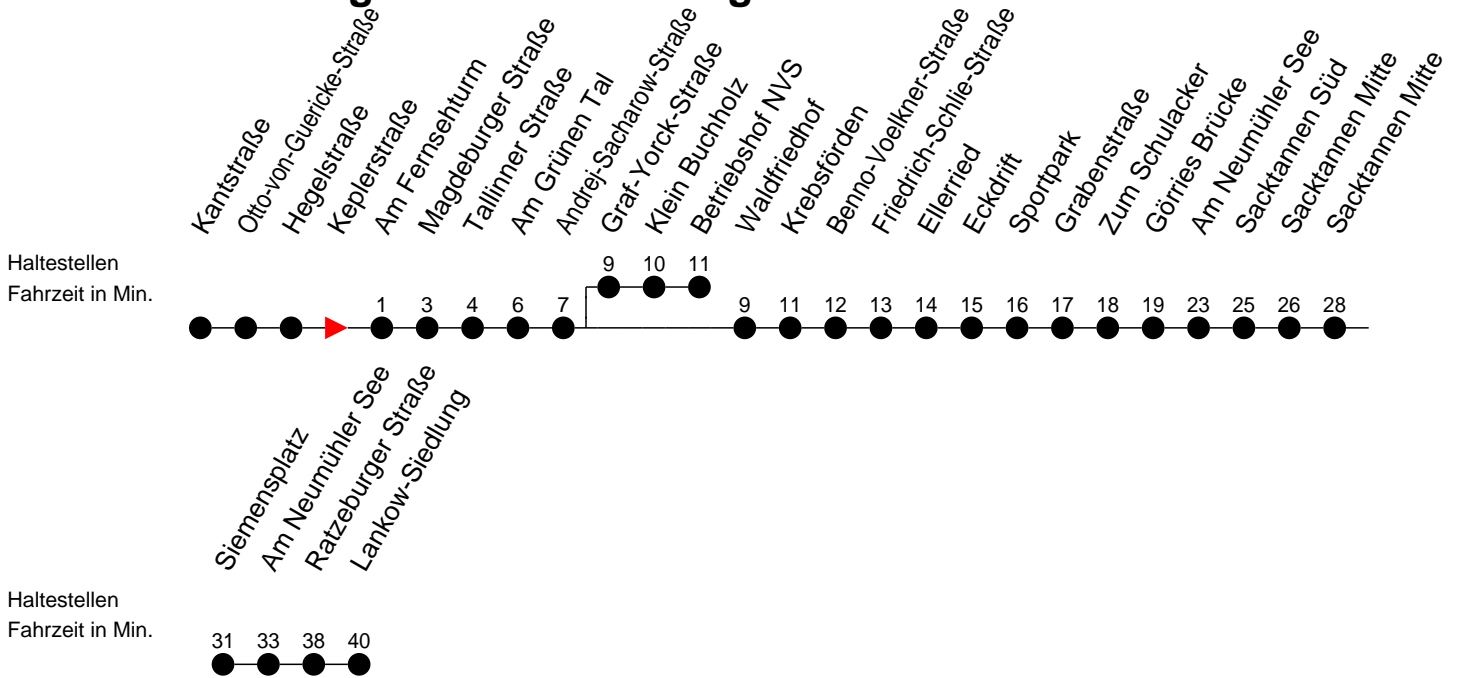 Kantstraße
Otto-von-Guericke-Straße
Hegelstraße
Keplerstraße
Am Fernsehturm
Magdeburger Straße
Tallinner Straße
Am Grünen Tal
Andrej-Sacharow-Straße
Graf-Yorck-Straße
Klein Buchholz
Betriebshof NVS
Waldfriedhof
Krebsförden
Benno-Voelkner-Straße
Friedrich-Schlie-Straße
Ellerried
Eckdrift
Sportpark
Grabenstraße
Zum Schulacker
Görries Brücke
Am Neumühler See
Sacktannen Süd
Sacktannen Mitte
Sacktannen Mitte
Haltestellen
9 10 11
Fahrzeit in Min.
1 3 4 6 7 9 11 12 13 14 15 16 17 18 19 23 25 26 28
Siemensplatz
Am Neumühler See
Ratzeburger Straße
Lankow-Siedlung
Haltestellen
Fahrzeit in Min.
31 33 38 40